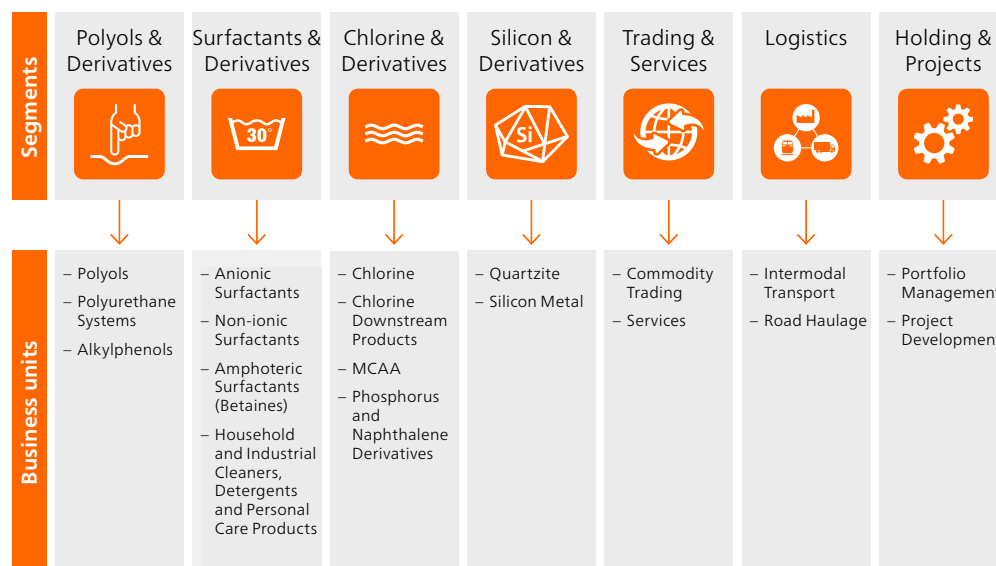 Segments
Polyols &
Derivatives
Surfactants &
Derivatives
30°
Chlorine &
Derivatives
Silicon &
Derivatives
Si
Trading &
Services
Logistics
Holding &
Projects
Business units
– Polyols
– Polyurethane
Systems
– Alkylphenols
– Anionic
Surfactants
– Non-ionic
Surfactants
– Amphoteric
Surfactants
(Betaines)
– Household
and Industrial
Cleaners,
Detergents
and Personal
Care Products
– Chlorine
– Chlorine
Downstream
Products
– MCAA
– Phosphorus
and
Naphthalene
Derivatives
– Quartzite
– Silicon Metal
– Commodity
Trading
– Services
– Intermodal
Transport
– Road Haulage
– Portfolio
Management
– Project
Development